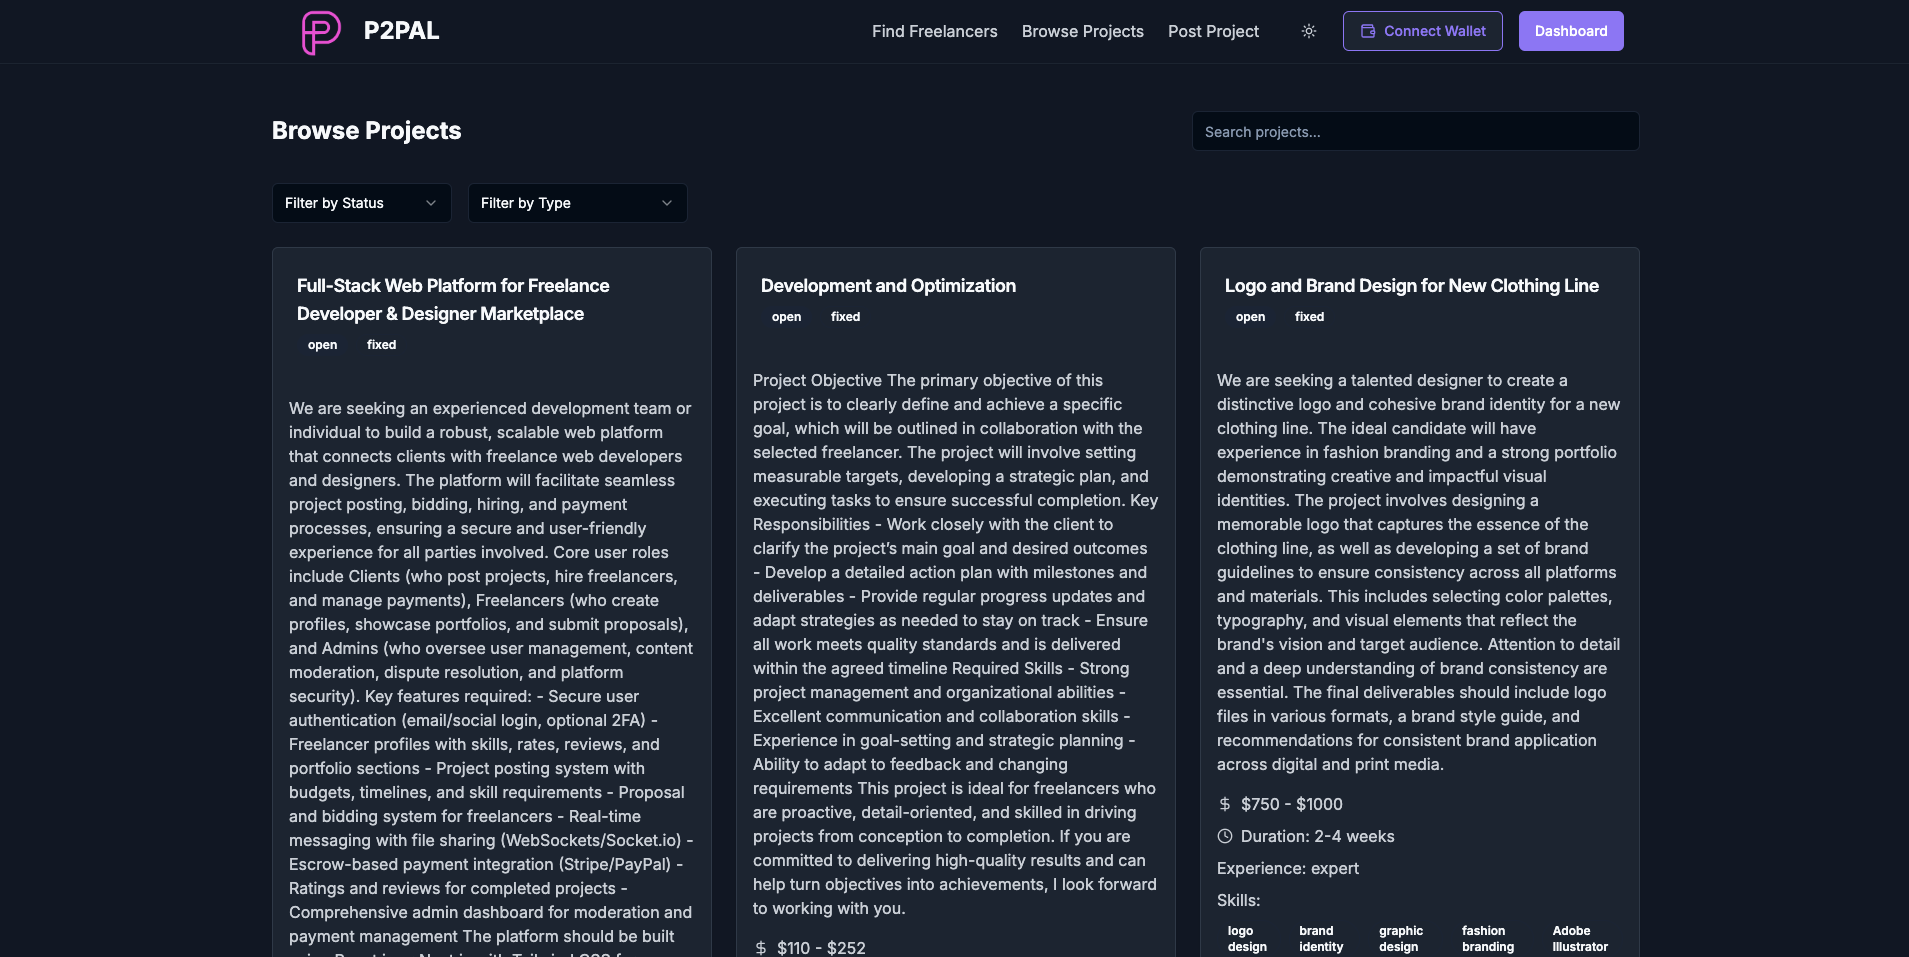 P2PAL
Find Freelancers
Browse Projects
Post Project
Connect Wallet
Dashboard
Browse Projects
Search projects...
Filter by Status
Filter by Type
Full-Stack Web Platform for Freelance
Developer & Designer Marketplace
open
fixed
We are seeking an experienced development team or
individual to build a robust, scalable web platform
that connects clients with freelance web developers
and designers. The platform will facilitate seamless
project posting, bidding, hiring, and payment
processes, ensuring a secure and user-friendly
experience for all parties involved. Core user roles
include Clients (who post projects, hire freelancers,
and manage payments), Freelancers (who create
profiles, showcase portfolios, and submit proposals),
and Admins (who oversee user management, content
moderation, dispute resolution, and platform
security). Key features required: - Secure user
authentication (email/social login, optional 2FA) -
Freelancer profiles with skills, rates, reviews, and
portfolio sections - Project posting system with
budgets, timelines, and skill requirements - Proposal
and bidding system for freelancers - Real-time
messaging with file sharing (WebSockets/Socket.io) -
Escrow-based payment integration (Stripe/PayPal) -
Ratings and reviews for completed projects -
Comprehensive admin dashboard for moderation and
payment management The platform should be built
Development and Optimization
open
fixed
Project Objective The primary objective of this
project is to clearly define and achieve a specific
goal, which will be outlined in collaboration with the
selected freelancer. The project will involve setting
measurable targets, developing a strategic plan, and
executing tasks to ensure successful completion. Key
Responsibilities - Work closely with the client to
clarify the project’s main goal and desired outcomes
- Develop a detailed action plan with milestones and
deliverables - Provide regular progress updates and
adapt strategies as needed to stay on track - Ensure
all work meets quality standards and is delivered
within the agreed timeline Required Skills - Strong
project management and organizational abilities -
Excellent communication and collaboration skills -
Experience in goal-setting and strategic planning -
Ability to adapt to feedback and changing
requirements This project is ideal for freelancers who
are proactive, detail-oriented, and skilled in driving
projects from conception to completion. If you are
committed to delivering high-quality results and can
help turn objectives into achievements, I look forward
to working with you.
$ $110 - $252
Logo and Brand Design for New Clothing Line
open
fixed
We are seeking a talented designer to create a
distinctive logo and cohesive brand identity for a new
clothing line. The ideal candidate will have
experience in fashion branding and a strong portfolio
demonstrating creative and impactful visual
identities. The project involves designing a
memorable logo that captures the essence of the
clothing line, as well as developing a set of brand
guidelines to ensure consistency across all platforms
and materials. This includes selecting color palettes,
typography, and visual elements that reflect the
brand's vision and target audience. Attention to detail
and a deep understanding of brand consistency are
essential. The final deliverables should include logo
files in various formats, a brand style guide, and
recommendations for consistent brand application
across digital and print media.
$ $750 - $1000
Duration: 2-4 weeks
Experience: expert
Skills:
logo
design
brand
identity
graphic
design
fashion
branding
Adobe
Illustrator